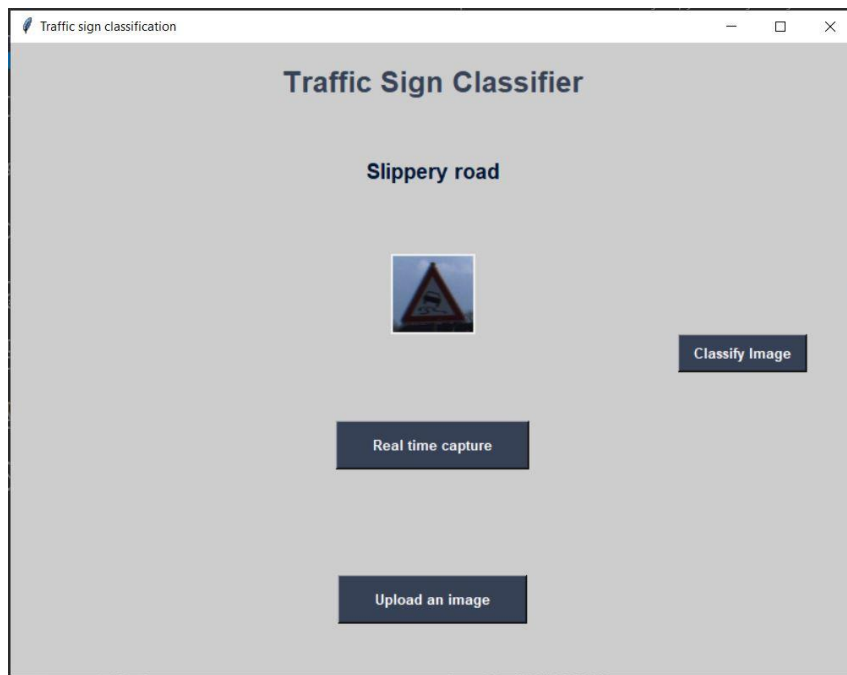 Traffic sign classification
Traffic Sign Classifier
Slippery road
Classify Image
Real time capture
Upload an image